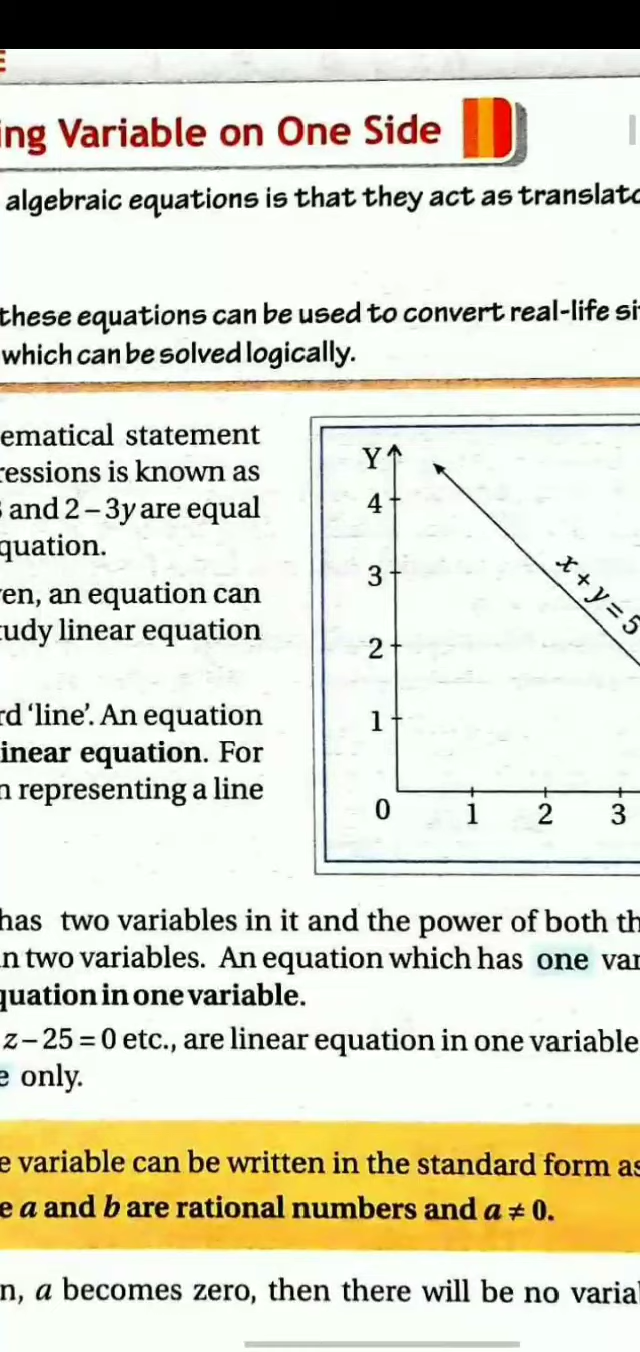 ing Variable on One Side
algebraic equations is that they act as translato
these equations can be used to convert real-life si
which can be solved logically.
ematical statement
ressions is known as
and 2 – 3y are equal
quation.
en, an equation can
tudy linear equation
rd 'line'. An equation
inear equation. For
n representing a line
Y
4
3
2
1
0
1
2
3
x + y = 5
has two variables in it and the power of both th
n two variables. An equation which has one var
quation in one variable.
z – 25 = 0 etc., are linear equation in one variable
e only.
e variable can be written in the standard form as
e a and b are rational numbers and a ≠ 0.
n, a becomes zero, then there will be no varia